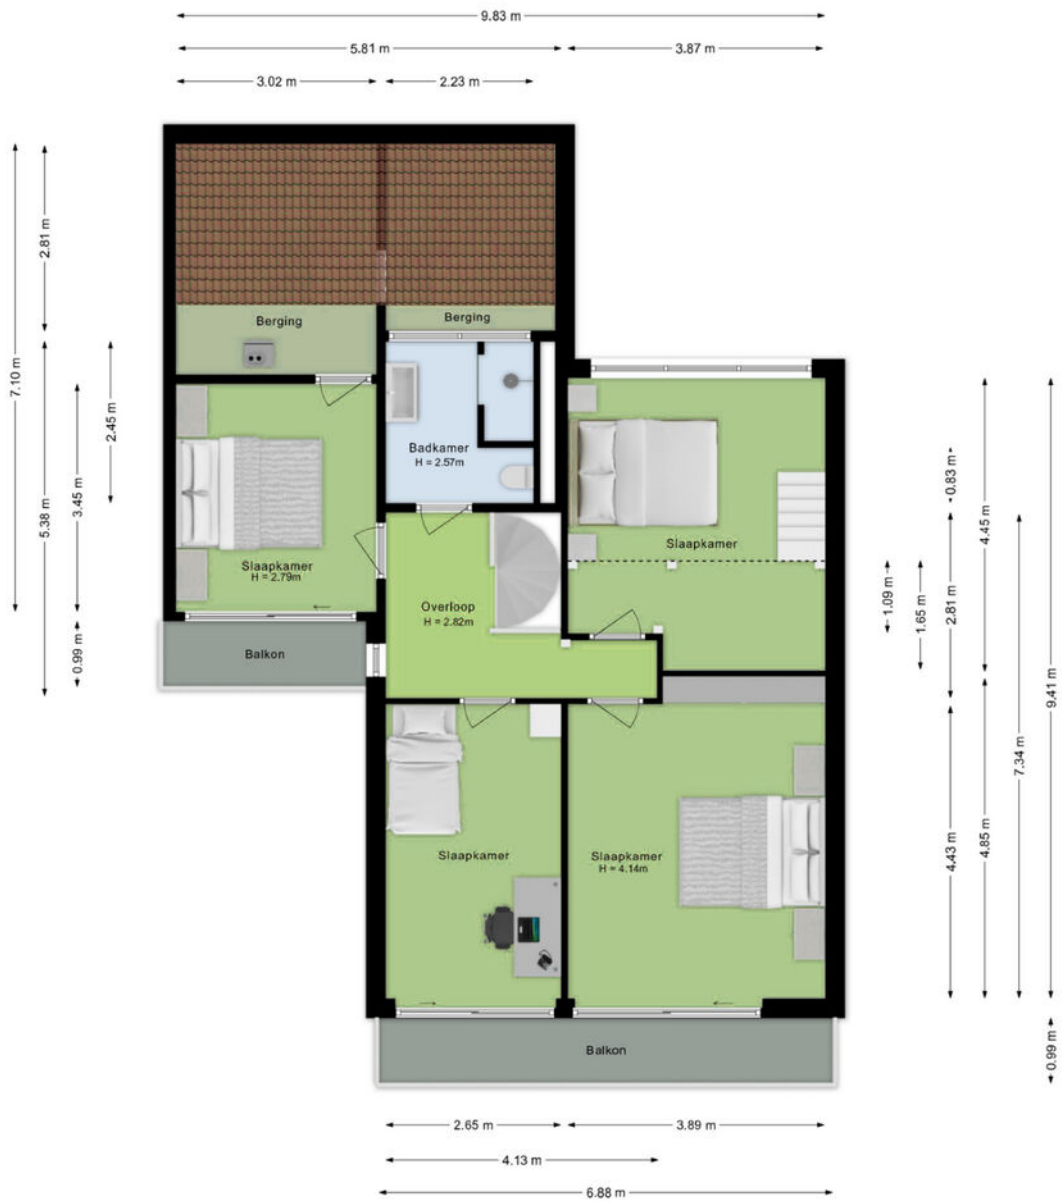 9.83 m
5.81 m
3.87 m
3.02 m
2.23 m
2.81 m
7.10 m
Berging
Berging
2.45 m
5.38 m
3.45 m
Badkamer
H = 2.57m
0.83 m
4.45 m
Slaapkamer
Slaapkamer
H = 2.79m
1.09 m
1.65 m
2.81 m
Overloop
H = 2.82m
0.99 m
Balkon
9.41 m
7.34 m
4.43 m
4.85 m
Slaapkamer
Slaapkamer
H = 4.14m
Balkon
0.99 m
2.65 m
3.89 m
4.13 m
6.88 m